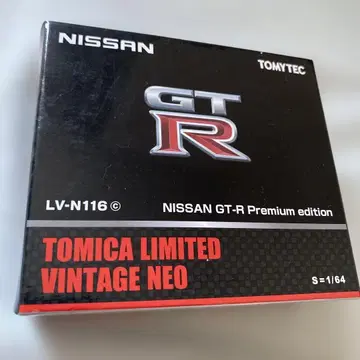 NISSAN
TOMYTEC
GT
R
LV-N116 ©
NISSAN GT-R Premium edition
TOMICA LIMITED
VINTAGE NEO
S=1/64